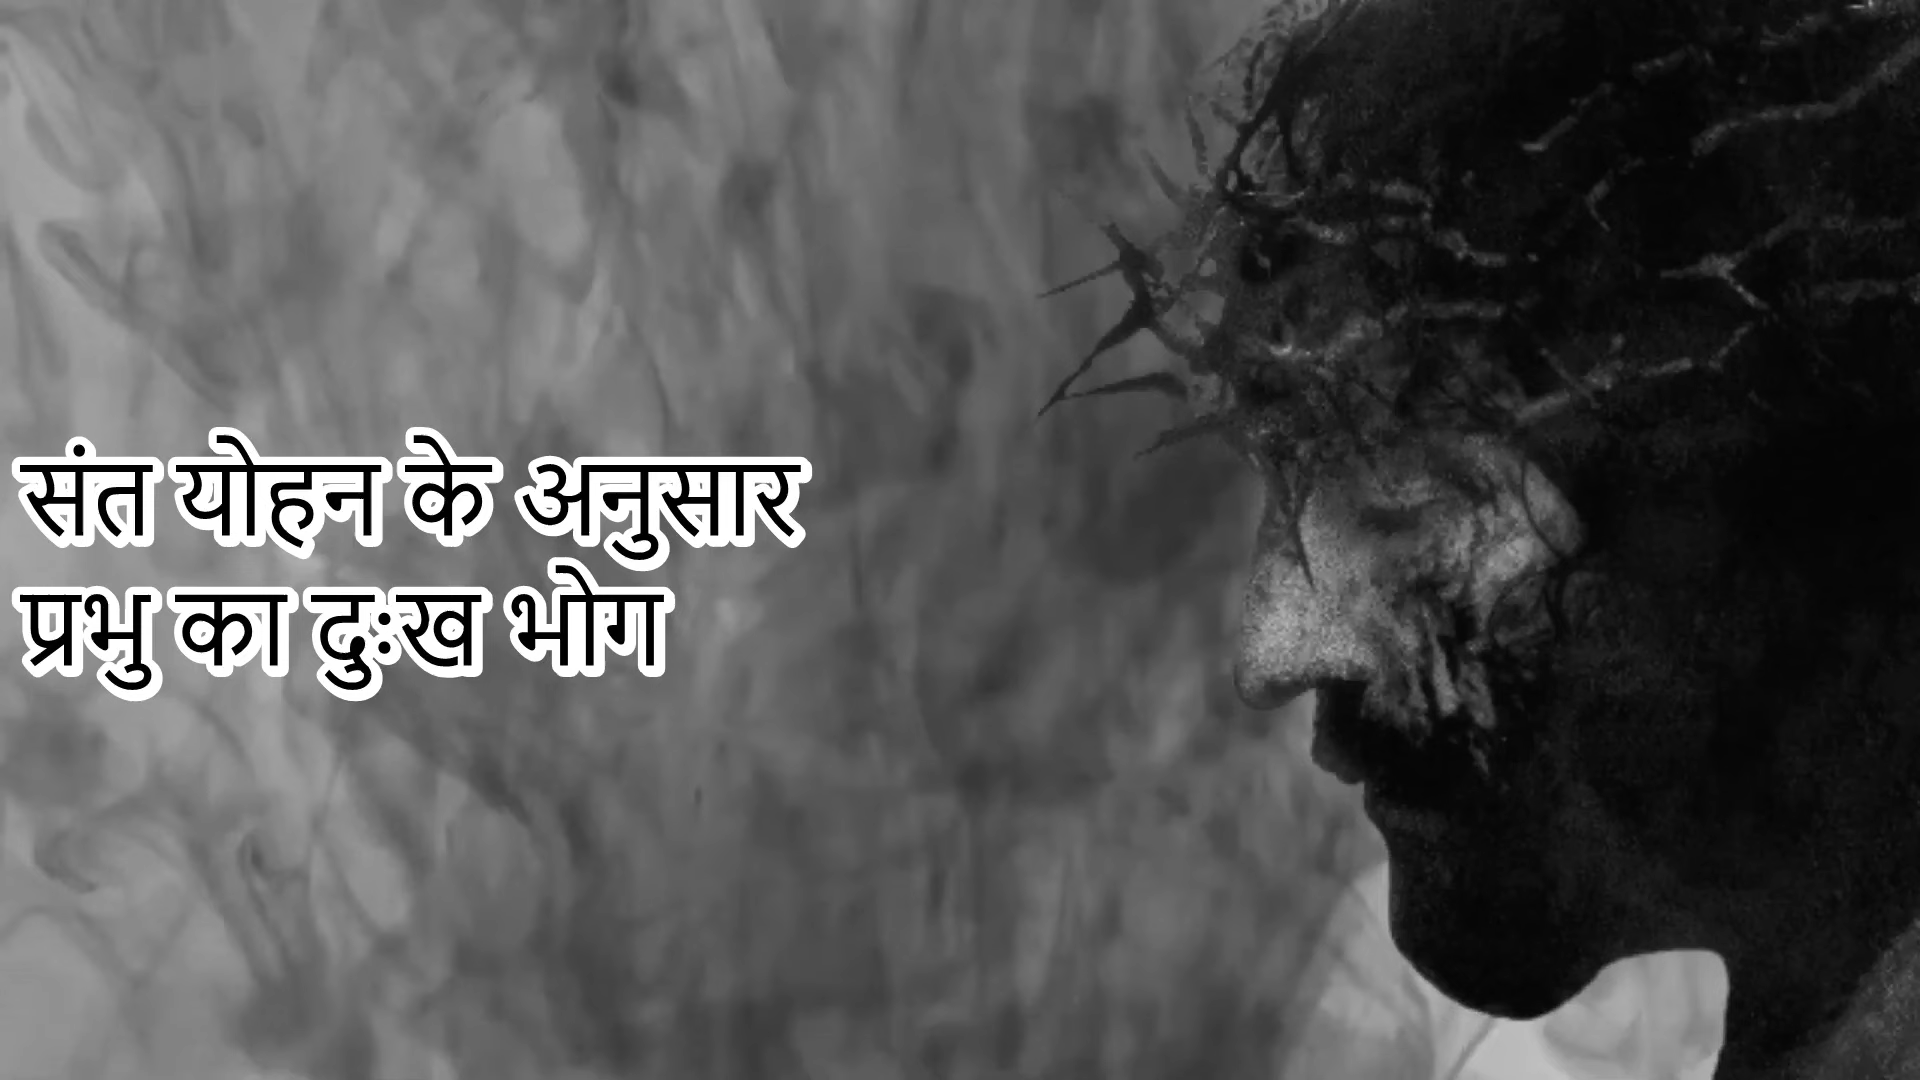 संत योहन के अनुसार
प्रभु का दुःख भोग